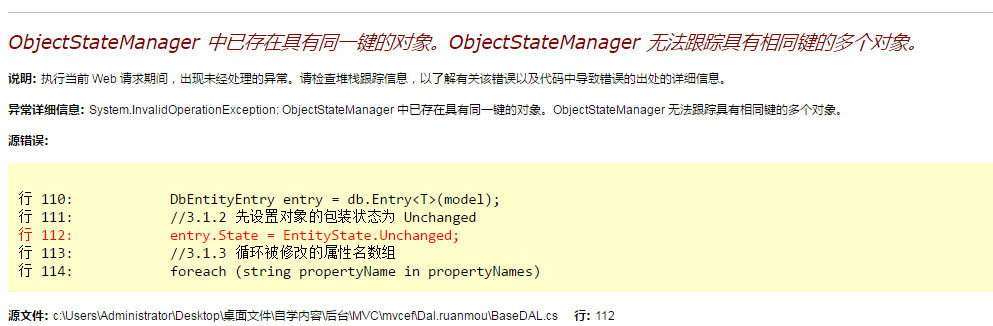 ObjectStateManager 中已存在具有同一键的对象。ObjectStateManager 无法跟踪具有相同键的多个对象。
说明: 执行当前 Web 请求期间，出现未经处理的异常。请检查堆栈跟踪信息，以了解有关该错误以及代码中导致错误的出处的详细信息。
异常详细信息: System.InvalidOperationException: ObjectStateManager 中已存在具有同一键的对象。ObjectStateManager 无法跟踪具有相同键的多个对象。
源错误:
行 110: DbEntityEntry entry = db.Entry<T>(model);
行 111: //3.1.2 先设置对象的包装状态为 Unchanged
行 112: entry.State = EntityState.Unchanged;
行 113: //3.1.3 循环被修改的属性名数组
行 114: foreach (string propertyName in propertyNames)
源文件: c:\Users\Administrator\Desktop\桌面文件\自学内容\后台\MVC\mvcef\Dal.ruanmou\BaseDAL.cs 行: 112